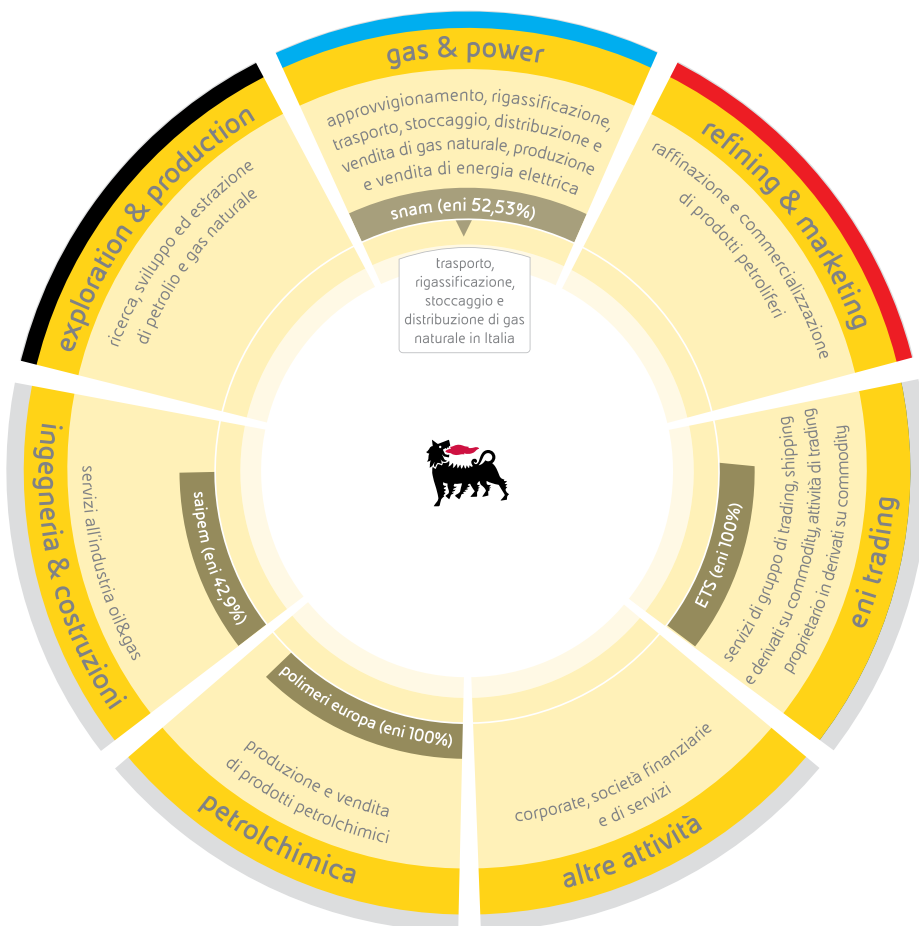 gas & power
approvvigionamento, rigassificazione,
trasporto, stoccaggio, distribuzione e
vendita di gas naturale, produzione
e vendita di energia elettrica
snam (eni 52,53%)
trasporto,
rigassificazione,
stoccaggio e
distribuzione di gas
naturale in Italia
refining & marketing
raffinazione e commercializzazione
di prodotti petroliferi
eni trading
servizi di gruppo di trading, shipping
e derivati su commodity, attività di trading
proprietario in derivati su commodity
ETS (eni 100%)
altre attività
corporate, società finanziarie
e di servizi
petrolchimica
produzione e vendita
di prodotti petrolchimici
polimeri europa (eni 100%)
ingegneria & costruzioni
servizi all'industria oil&gas
saipem (eni 42,9%)
exploration & production
ricerca, sviluppo ed estrazione
di petrolio e gas naturale